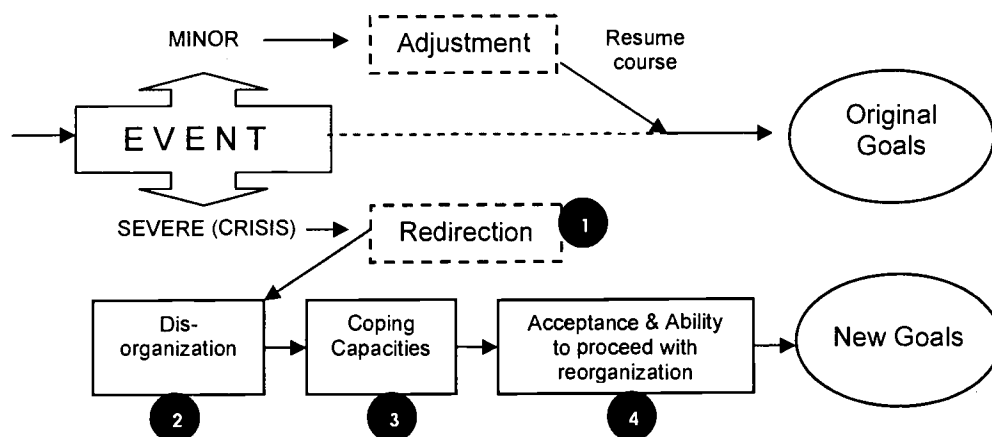 MINOR
Adjustment
Resume
course
EVENT
Original
Goals
SEVERE (CRISIS)
Redirection
1
Dis-
organization
Coping
Capacities
Acceptance & Ability
to proceed with
reorganization
New Goals
2
3
4